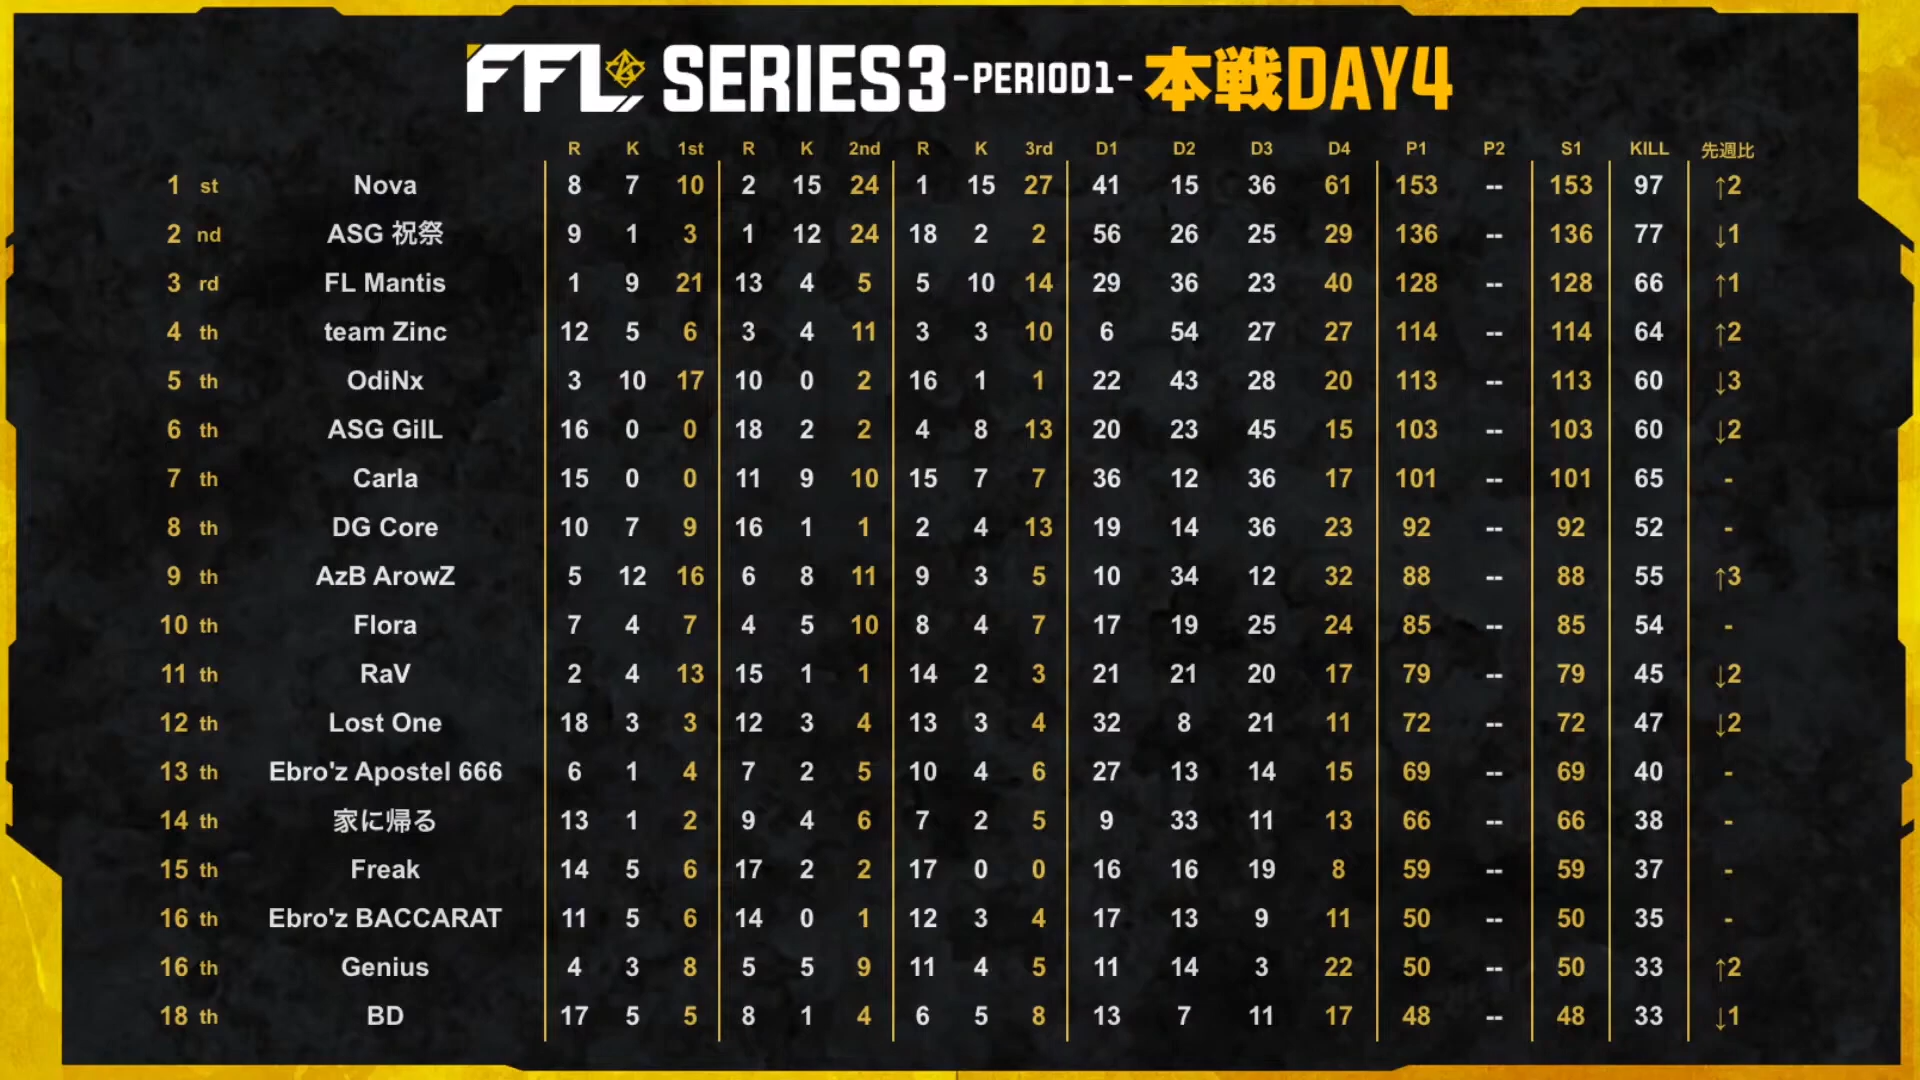 FFL SERIES3 -PERIOD1- 本戦DAY4
R K 1st R K 2nd R K 3rd D1 D2 D3 D4 P1 P2 S1 KILL 先週比
1 st Nova 8 7 10 2 15 24 1 15 27 41 15 36 61 153 -- 153 97 ↑2
2 nd ASG 祝祭 9 1 3 1 12 24 18 2 2 56 26 25 29 136 -- 136 77 ↓1
3 rd FL Mantis 1 9 21 13 4 5 5 10 14 29 36 23 40 128 -- 128 66 ↑1
4 th team Zinc 12 5 6 3 4 11 3 3 10 6 54 27 27 114 -- 114 64 ↑2
5 th OdiNx 3 10 17 10 0 2 16 1 1 22 43 28 20 113 -- 113 60 ↓3
6 th ASG GilL 16 0 0 18 2 2 4 8 13 20 23 45 15 103 -- 103 60 ↓2
7 th Carla 15 0 0 11 9 10 15 7 7 36 12 36 17 101 -- 101 65 -
8 th DG Core 10 7 9 16 1 1 2 4 13 19 14 36 23 92 -- 92 52 -
9 th AzB ArowZ 5 12 16 6 8 11 9 3 5 10 34 12 32 88 -- 88 55 ↑3
10 th Flora 7 4 7 4 5 10 8 4 7 17 19 25 24 85 -- 85 54 -
11 th RaV 2 4 13 15 1 1 14 2 3 21 21 20 17 79 -- 79 45 ↓2
12 th Lost One 18 3 3 12 3 4 13 3 4 32 8 21 11 72 -- 72 47 ↓2
13 th Ebro'z Apostel 666 6 1 4 7 2 5 10 4 6 27 13 14 15 69 -- 69 40 -
14 th 家に帰る 13 1 2 9 4 6 7 2 5 9 33 11 13 66 -- 66 38 -
15 th Freak 14 5 6 17 2 2 17 0 0 16 16 19 8 59 -- 59 37 -
16 th Ebro'z BACCARAT 11 5 6 14 0 1 12 3 4 17 13 9 11 50 -- 50 35 -
16 th Genius 4 3 8 5 5 9 11 4 5 11 14 3 22 50 -- 50 33 ↑2
18 th BD 17 5 5 8 1 4 6 5 8 13 7 11 17 48 -- 48 33 ↓1